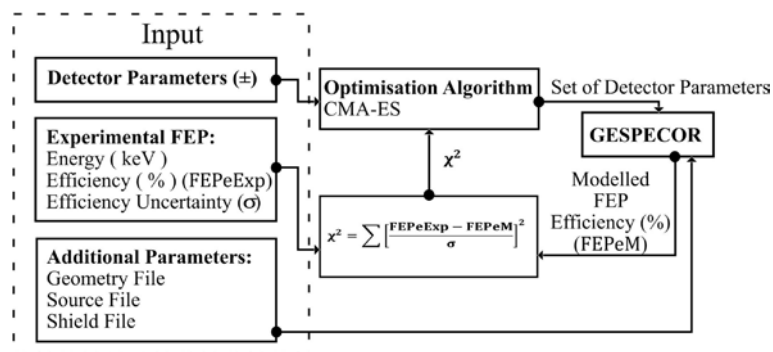 Input
Detector Parameters (±)
Experimental FEP:
Energy ( keV )
Efficiency ( % ) (FEPeExp)
Efficiency Uncertainty (σ)
Additional Parameters:
Geometry File
Source File
Shield File
Optimisation Algorithm
CMA-ES
χ²
χ² = ∑ [(FEPeExp − FEPeM)/σ]²
Set of Detector Parameters
GESPECOR
Modelled
FEP
Efficiency (%)
(FEPeM)